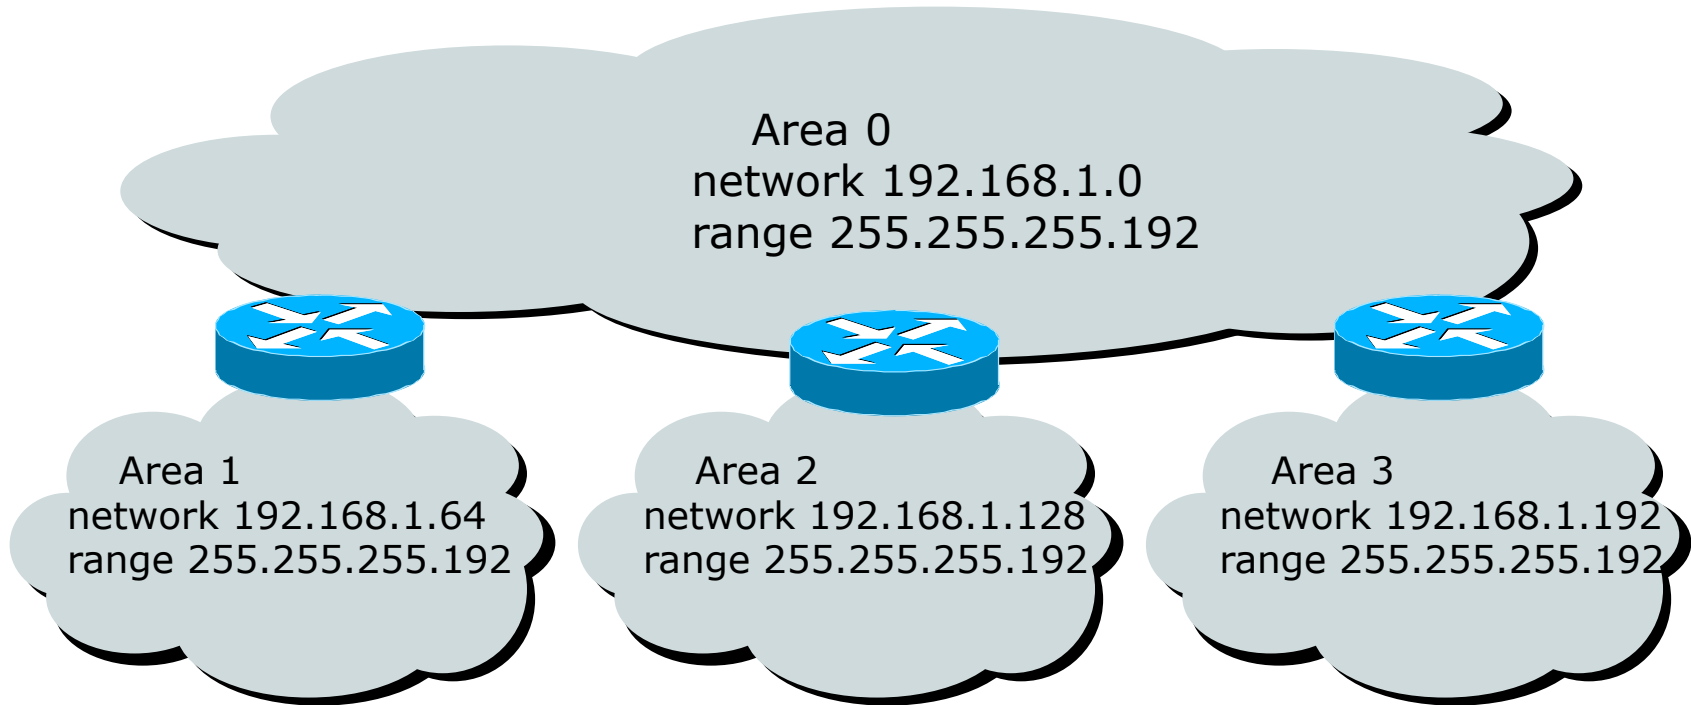 Area 0
network 192.168.1.0
range 255.255.255.192
Area 1
network 192.168.1.64
range 255.255.255.192
Area 2
network 192.168.1.128
range 255.255.255.192
Area 3
network 192.168.1.192
range 255.255.255.192